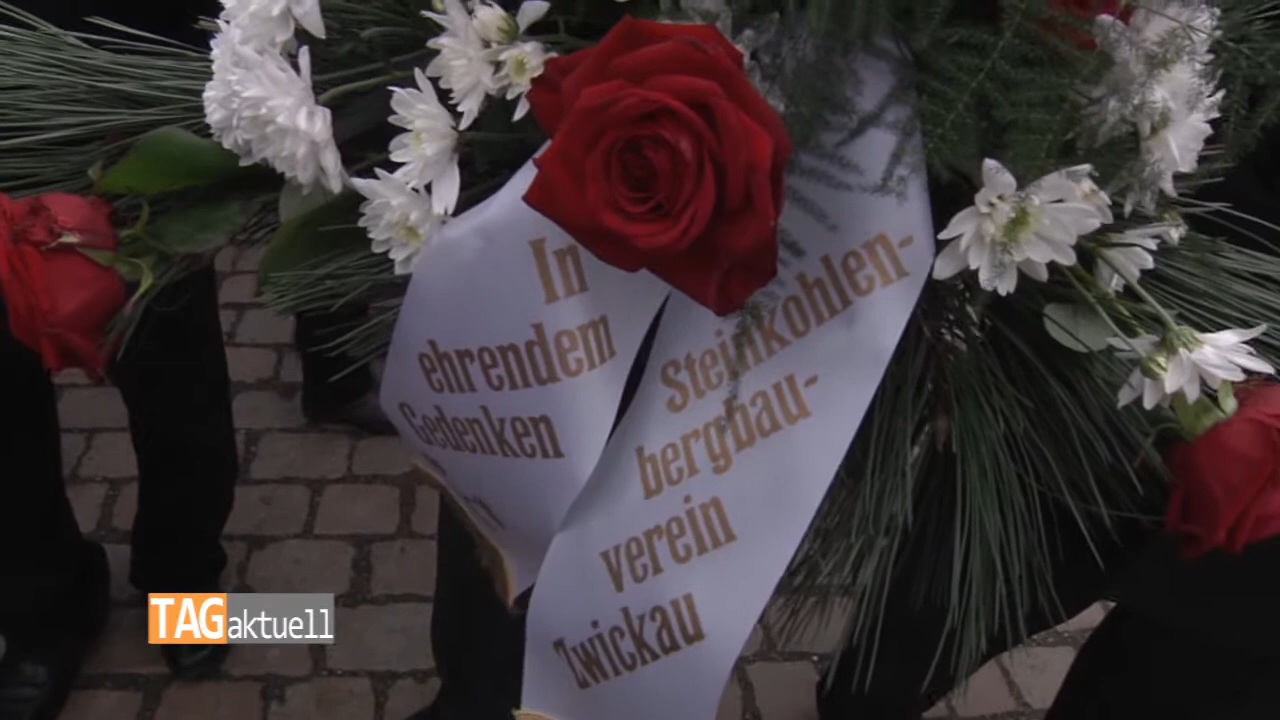 In
ehrendem
Gedenken
Steinkohlen-
bergbau-
verein
Zwickau
TAGaktuell